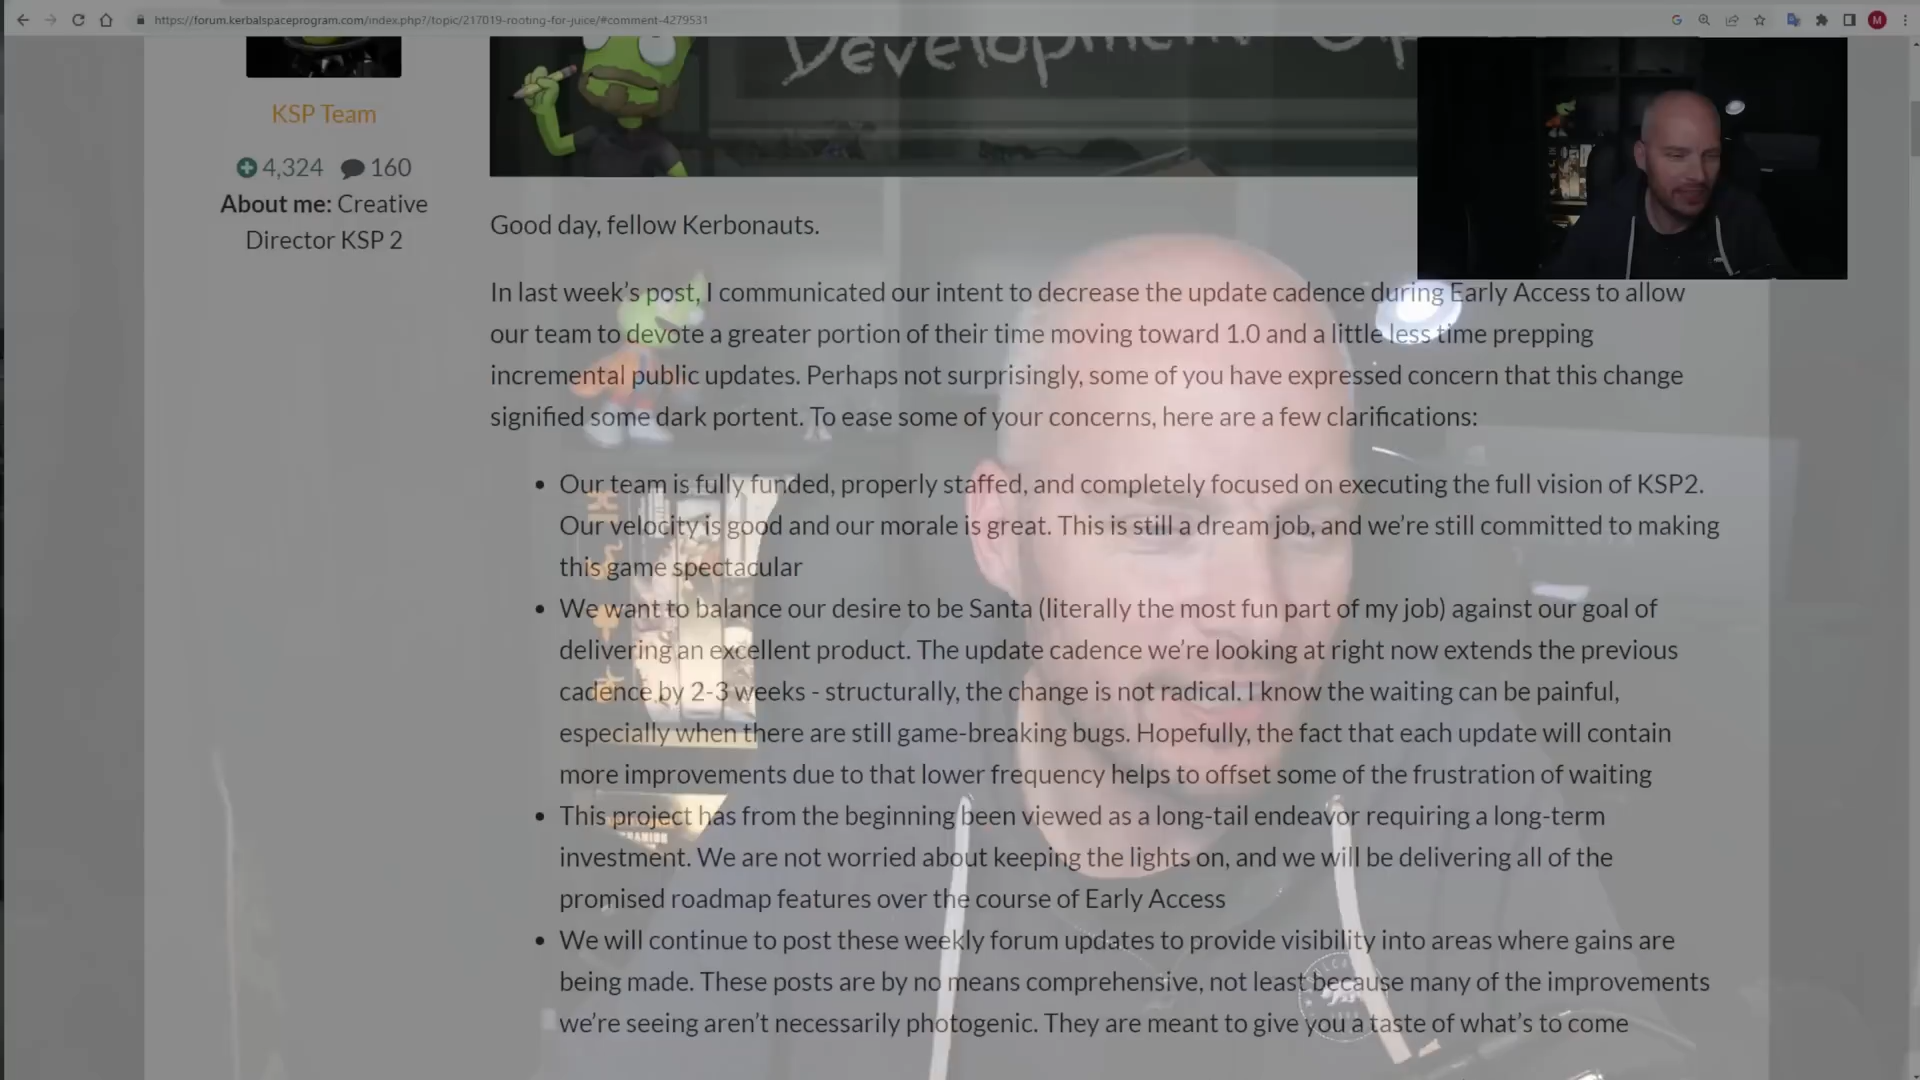 https://forum.kerbalspaceprogram.com/index.php?/topic/217019-rooting-for-juice/#comment-4279531
M
Development
KSP Team
4,324 160
About me: Creative
Director KSP 2
Good day, fellow Kerbonauts.
In last week's post, I communicated our intent to decrease the update cadence during Early Access to allow
our team to devote a greater portion of their time moving toward 1.0 and a little less time prepping
incremental public updates. Perhaps not surprisingly, some of you have expressed concern that this change
signified some dark portent. To ease some of your concerns, here are a few clarifications:
• Our team is fully funded, properly staffed, and completely focused on executing the full vision of KSP2.
Our velocity is good and our morale is great. This is still a dream job, and we're still committed to making
this game spectacular
• We want to balance our desire to be Santa (literally the most fun part of my job) against our goal of
delivering an excellent product. The update cadence we're looking at right now extends the previous
cadence by 2-3 weeks - structurally, the change is not radical. I know the waiting can be painful,
especially when there are still game-breaking bugs. Hopefully, the fact that each update will contain
more improvements due to that lower frequency helps to offset some of the frustration of waiting
• This project has from the beginning been viewed as a long-tail endeavor requiring a long-term
investment. We are not worried about keeping the lights on, and we will be delivering all of the
promised roadmap features over the course of Early Access
• We will continue to post these weekly forum updates to provide visibility into areas where gains are
being made. These posts are by no means comprehensive, not least because many of the improvements
we're seeing aren't necessarily photogenic. They are meant to give you a taste of what's to come